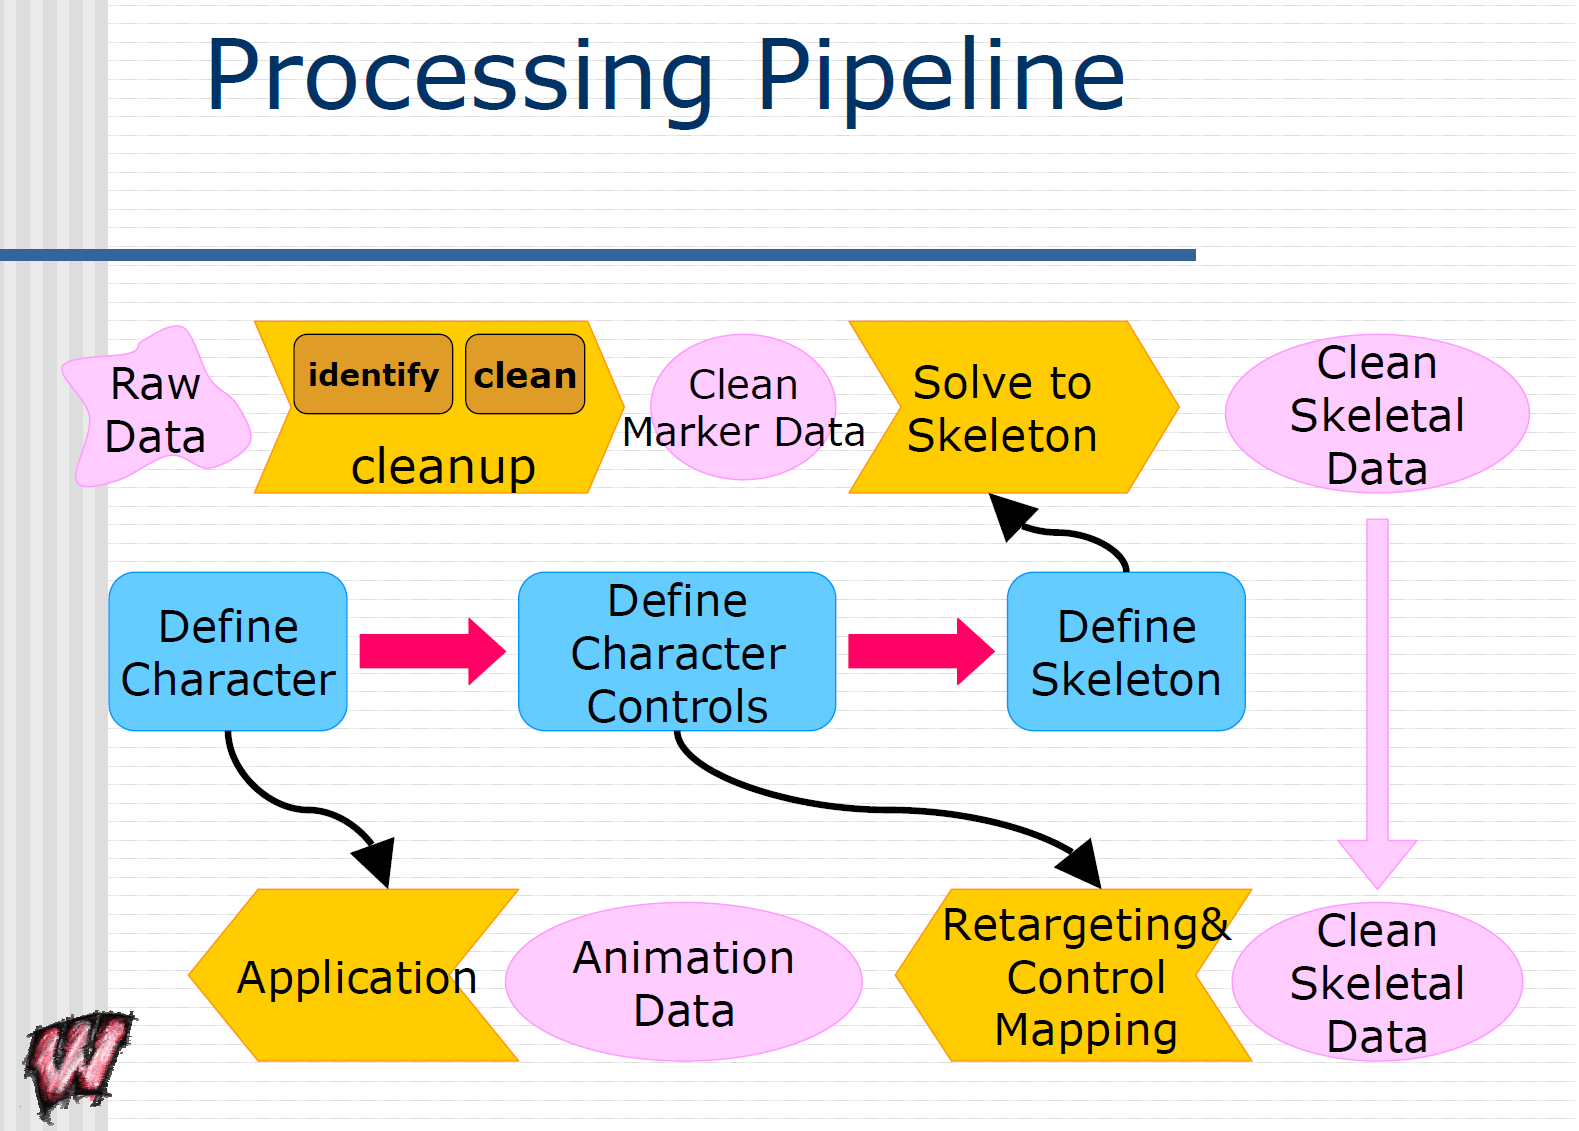 Processing Pipeline
Raw
Data
identify
clean
cleanup
Clean
Marker Data
Solve to
Skeleton
Clean
Skeletal
Data
Define
Character
Define
Character
Controls
Define
Skeleton
Application
Animation
Data
Retargeting&
Control
Mapping
Clean
Skeletal
Data
W